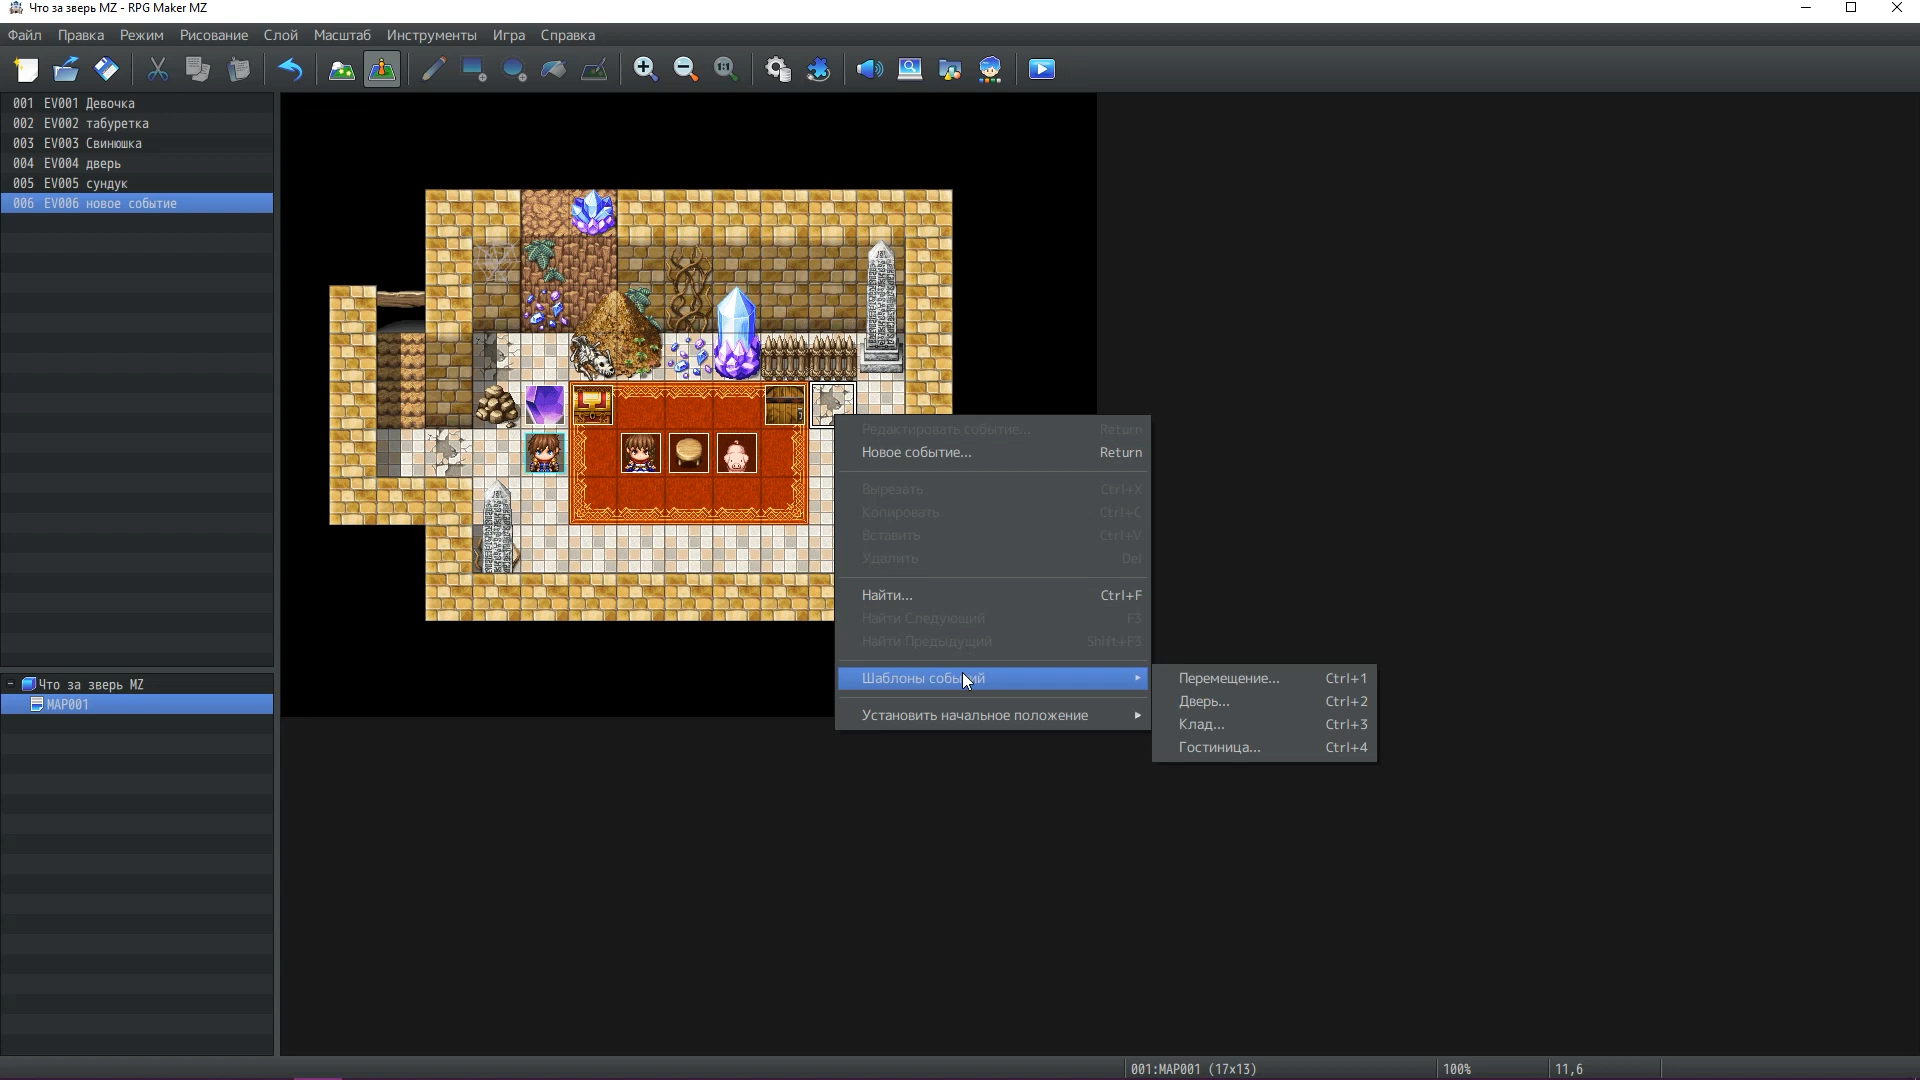 Что за зверь MZ - RPG Maker MZ
Файл Правка Режим Рисование Слой Масштаб Инструменты Игра Справка
1:1
001 EV001 Девочка
002 EV002 табуретка
003 EV003 Свинюшка
004 EV004 дверь
005 EV005 сундук
006 EV006 новое событие
Редактировать событие... Return
Новое событие... Return
Вырезать Ctrl+X
Копировать Ctrl+C
Вставить Ctrl+V
Удалить Del
Найти... Ctrl+F
Найти Следующий F3
Найти Предыдущий Shift+F3
Шаблоны событий
Установить начальное положение
Перемещение... Ctrl+1
Дверь... Ctrl+2
Клад... Ctrl+3
Гостиница... Ctrl+4
Что за зверь MZ
MAP001
001:MAP001 (17x13) 100% 11,6